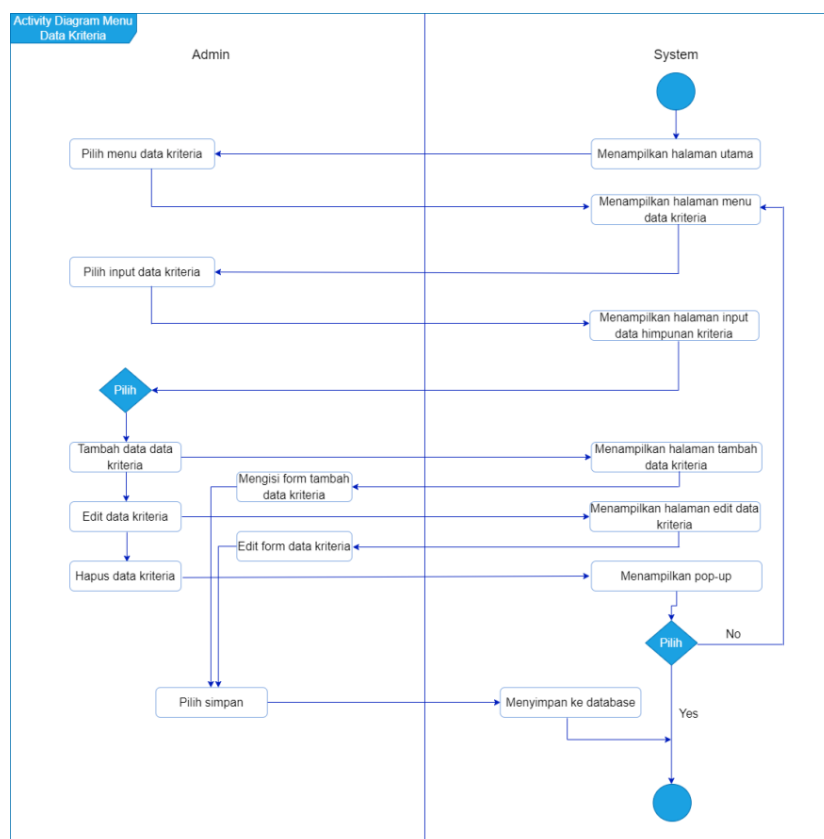 Activity Diagram Menu
Data Kriteria
Admin
System
Pilih menu data kriteria
Menampilkan halaman utama
Menampilkan halaman menu
data kriteria
Pilih input data kriteria
Menampilkan halaman input
data himpunan kriteria
Pilih
Tambah data data
kriteria
Menampilkan halaman tambah
data kriteria
Mengisi form tambah
data kriteria
Edit data kriteria
Menampilkan halaman edit data
kriteria
Edit form data kriteria
Hapus data kriteria
Menampilkan pop-up
Pilih
No
Pilih simpan
Menyimpan ke database
Yes